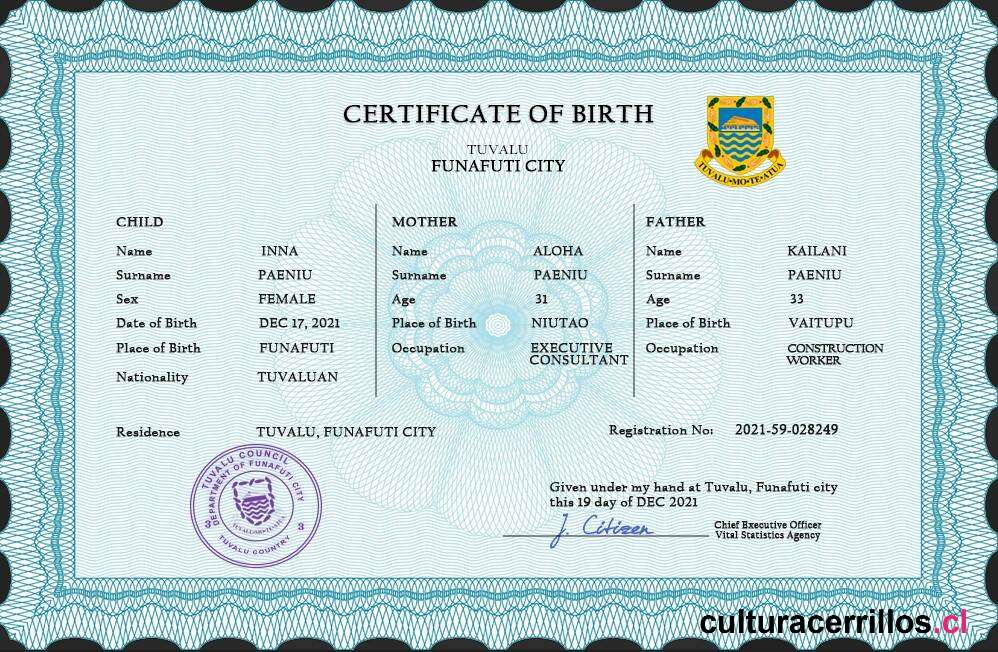 CERTIFICATE OF BIRTH
TUVALU
FUNAFUTI CITY
TUVALU•MO•TE•ATUA
CHILD
Name INNA
Surname PAENIU
Sex FEMALE
Date of Birth DEC 17, 2021
Place of Birth FUNAFUTI
Nationality TUVALUAN
MOTHER
Name ALOHA
Surname PAENIU
Age 31
Place of Birth NIUTAO
Occupation EXECUTIVE
CONSULTANT
FATHER
Name KAILANI
Surname PAENIU
Age 33
Place of Birth VAITUPU
Occupation CONSTRUCTION
WORKER
Residence TUVALU, FUNAFUTI CITY
Registration No: 2021-59-028249
TUVALU COUNCIL
DEPARTMENT OF FUNAFUTI CITY
3 3
TUVALU-MO-TE-ATUA
TUVALU COUNTRY
Given under my hand at Tuvalu, Funafuti city
this 19 day of DEC 2021
J. Citizen
Chief Executive Officer
Vital Statistics Agency
culturacerrillos.cl